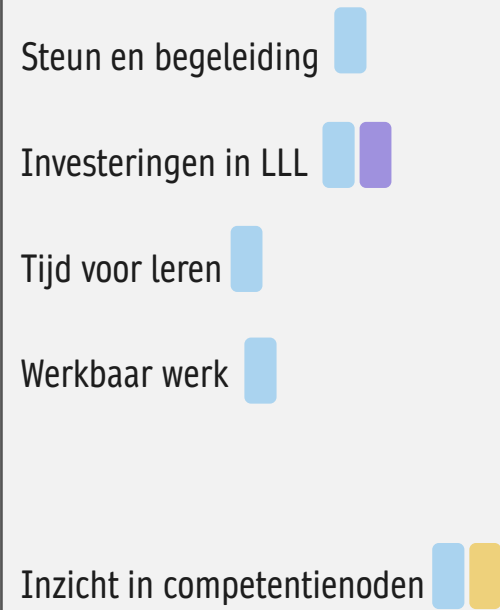 Steun en begeleiding
Investeringen in LLL
Tijd voor leren
Werkbaar werk
Inzicht in competentienoden